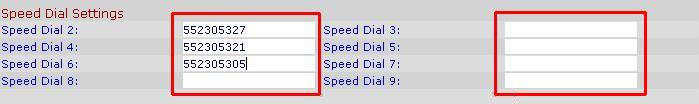 Speed Dial Settings
Speed Dial 2: 552305327 Speed Dial 3:
Speed Dial 4: 552305321 Speed Dial 5:
Speed Dial 6: 552305305 Speed Dial 7:
Speed Dial 8: Speed Dial 9: